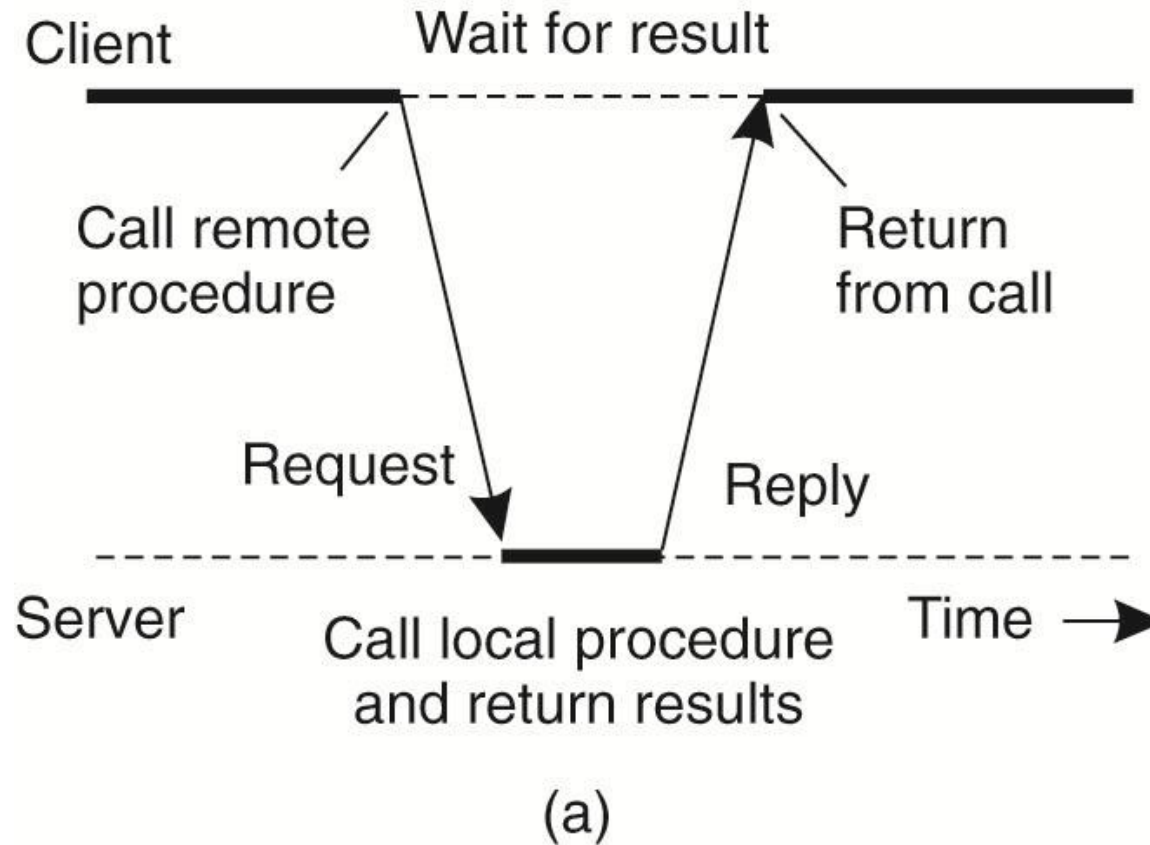 Client
Wait for result
Call remote
procedure
Return
from call
Request
Reply
Server
Call local procedure
and return results
Time
(a)